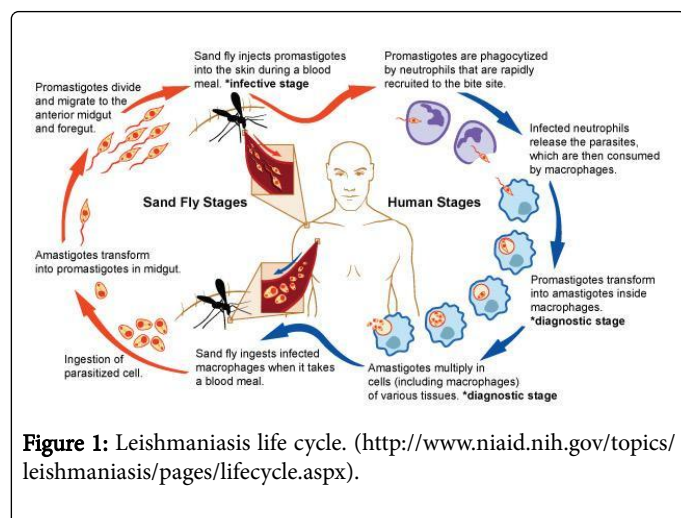 Sand fly injects promastigotes
into the skin during a blood
meal. *infective stage
Promastigotes are phagocytized
by neutrophils that are rapidly
recruited to the bite site.
Infected neutrophils
release the parasites,
which are then consumed
by macrophages.
Promastigotes transform
into amastigotes inside
macrophages.
*diagnostic stage
Amastigotes multiply in
cells (including macrophages)
of various tissues. *diagnostic stage
Sand fly ingests infected
macrophages when it takes
a blood meal.
Ingestion of
parasitized cell.
Amastigotes transform
into promastigotes in midgut.
Promastigotes divide
and migrate to the
anterior midgut
and foregut.
Sand Fly Stages
Human Stages
Figure 1: Leishmaniasis life cycle. (http://www.niaid.nih.gov/topics/
leishmaniasis/pages/lifecycle.aspx).